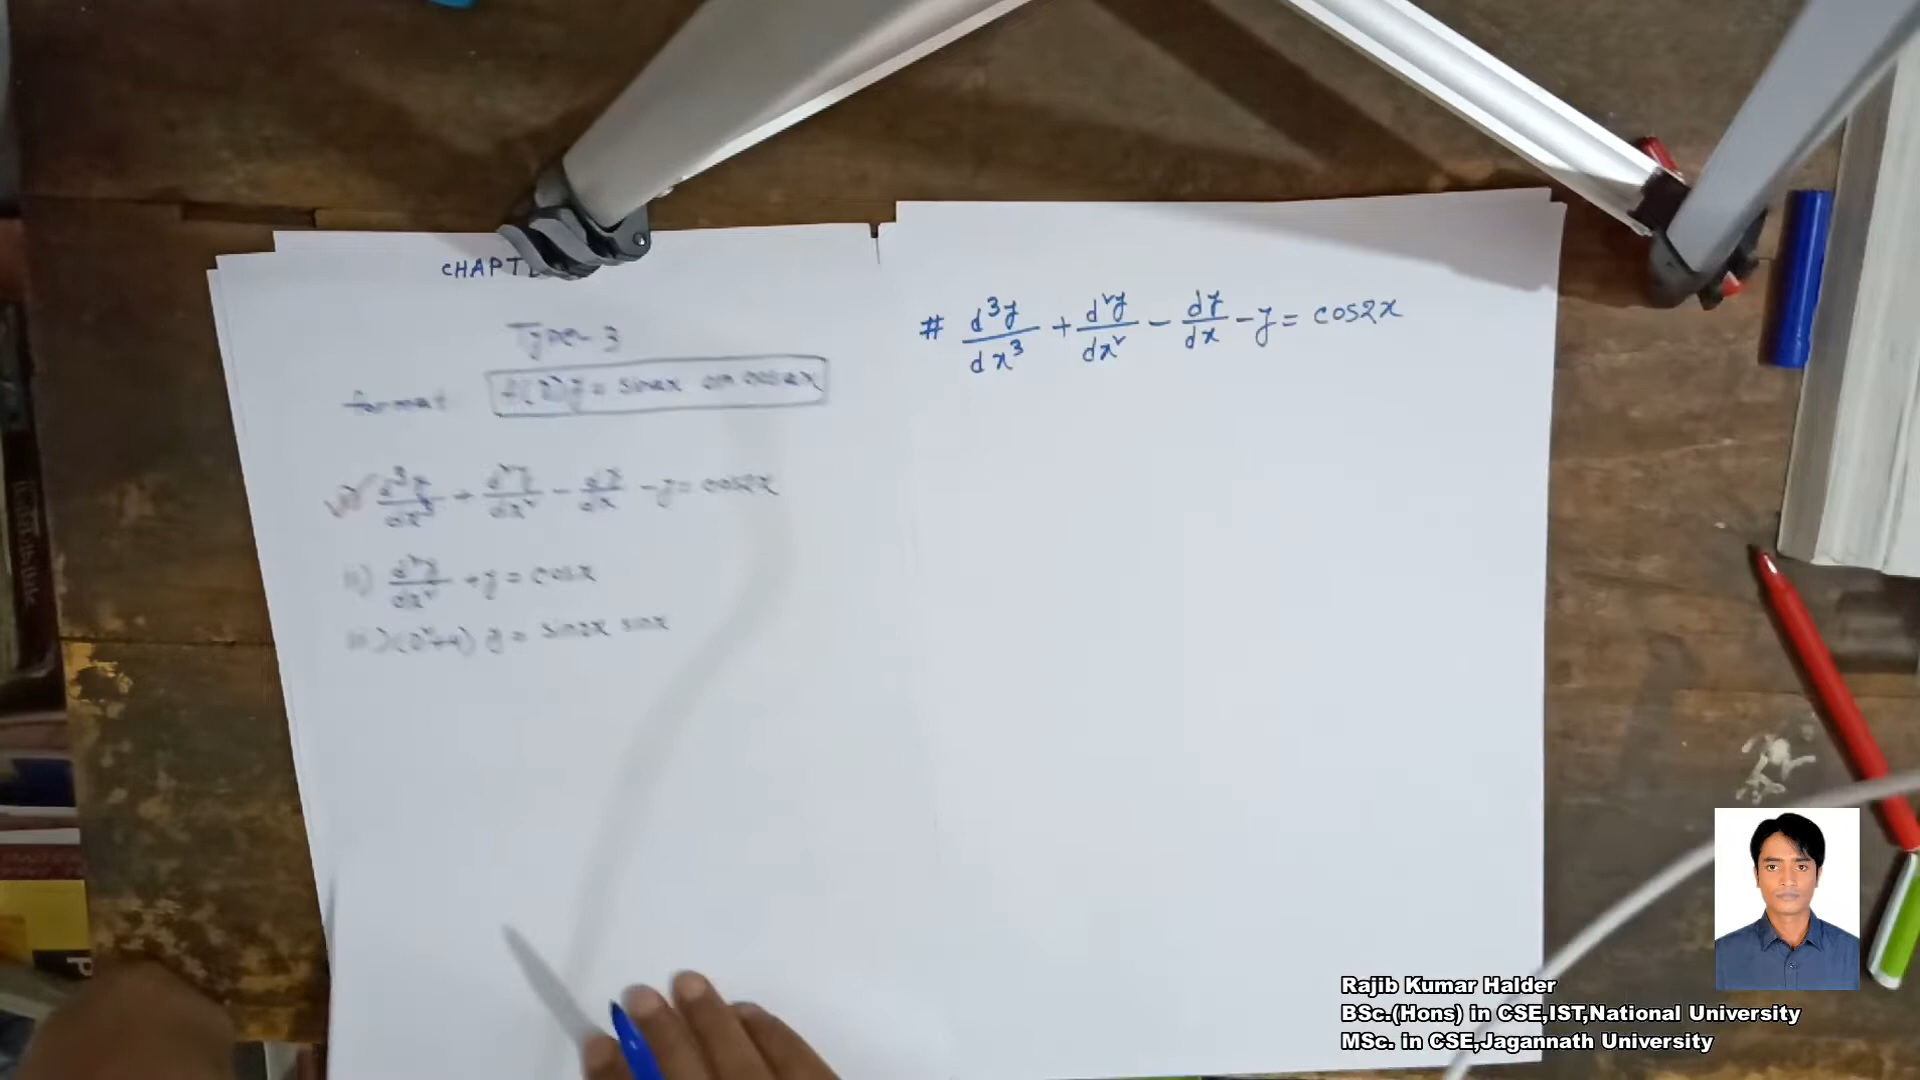 CHAPT
Type-3
format f(D²)y = sinax or cosax
i) d³y/dx³ + d²y/dx² - dy/dx - y = cos2x
ii) d²y/dx² + y = cosx
iii) (D²+4) y = sin2x sinx
# d³y/dx³ + d²y/dx² - dy/dx - y = cos2x
P
Rajib Kumar Halder
BSc.(Hons) in CSE,IST,National University
MSc. in CSE,Jagannath University